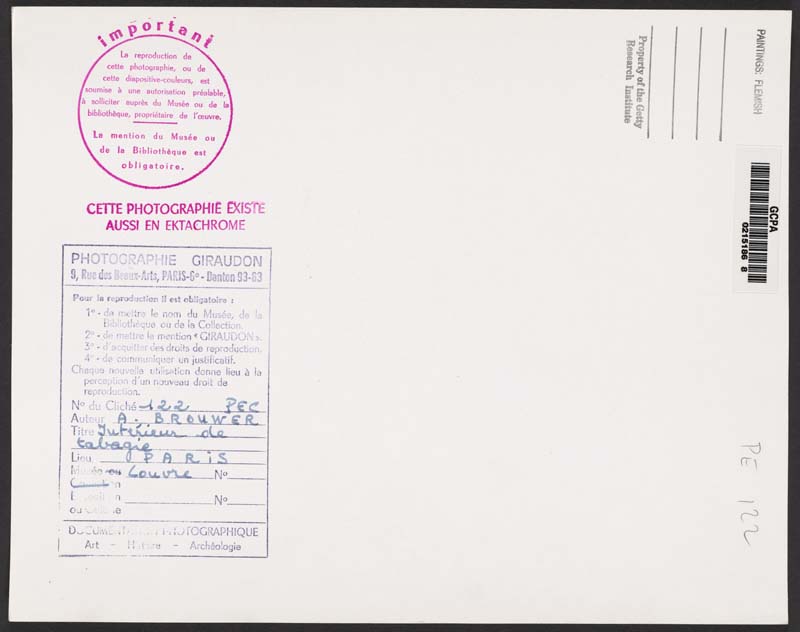 important
La reproduction de
cette photographie, ou de
cette diapositive-couleurs, est
soumise à une autorisation préalable,
à solliciter auprès du Musée ou de la
bibliothèque, propriétaire de l'œuvre.
La mention du Musée ou
de la Bibliothèque est
obligatoire.
CETTE PHOTOGRAPHIE ÉXISTE
AUSSI EN EKTACHROME
PHOTOGRAPHIE GIRAUDON
9, Rue des Beaux-Arts, PARIS-6e - Danton 93-83
Pour la reproduction il est obligatoire :
1° - de mettre le nom du Musée, de la
Bibliothèque ou de la Collection.
2° - de mettre la mention "GIRAUDON".
3° - d'acquitter des droits de reproduction.
4° - de communiquer un justificatif.
Chaque nouvelle utilisation donne lieu à la
perception d'un nouveau droit de
reproduction.
No du Cliché 122 PEC
Auteur A. BROUWER
Titre Intérieur de
tabagie
Lieu PARIS
Musée ou Louvre No
No
DOCUMENTATION PHOTOGRAPHIQUE
Art - Histoire - Archéologie
Property of the Getty
Research Institute
PAINTINGS: FLEMISH
GCPA
0215186 8
PE 122